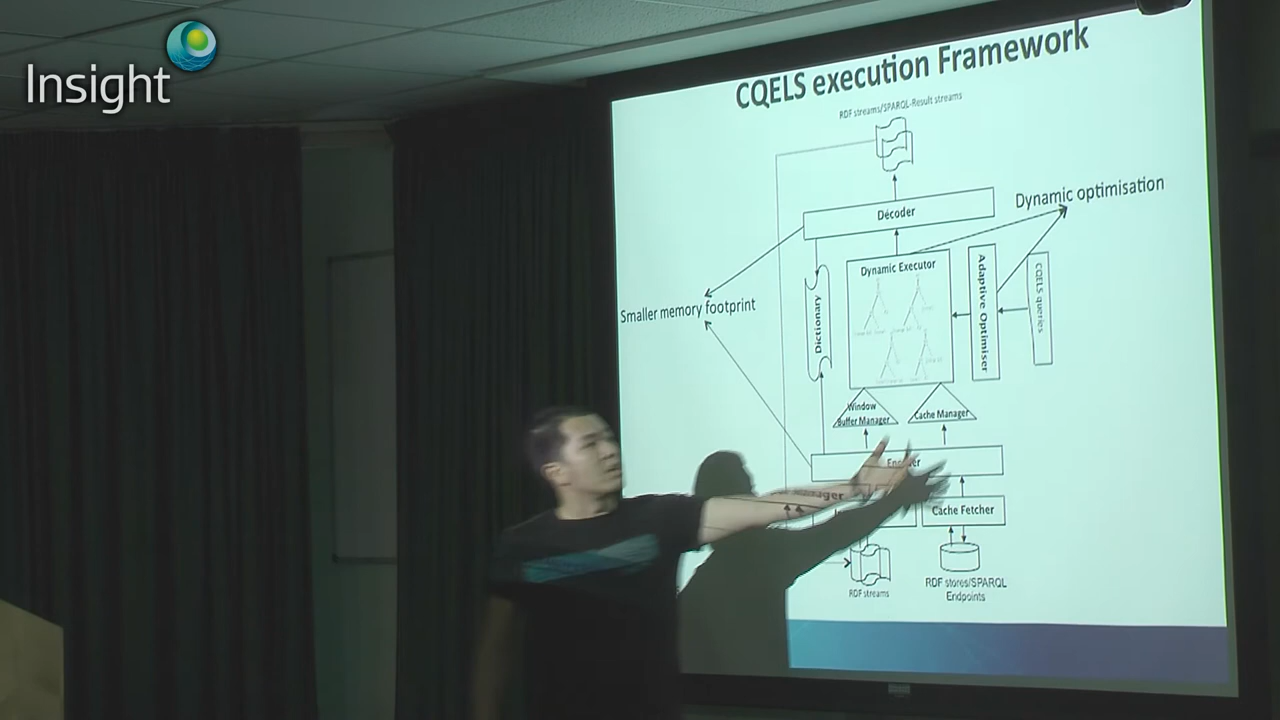 Insight
CQELS execution Framework
RDF streams/SPARQL-Result streams
Dynamic optimisation
Decoder
Dynamic Executor
Adaptive Optimiser
CQELS queries
Smaller memory footprint
Dictionary
Window
Buffer Manager
Cache Manager
Manager
Cache Fetcher
RDF streams
RDF stores/SPARQL
Endpoints